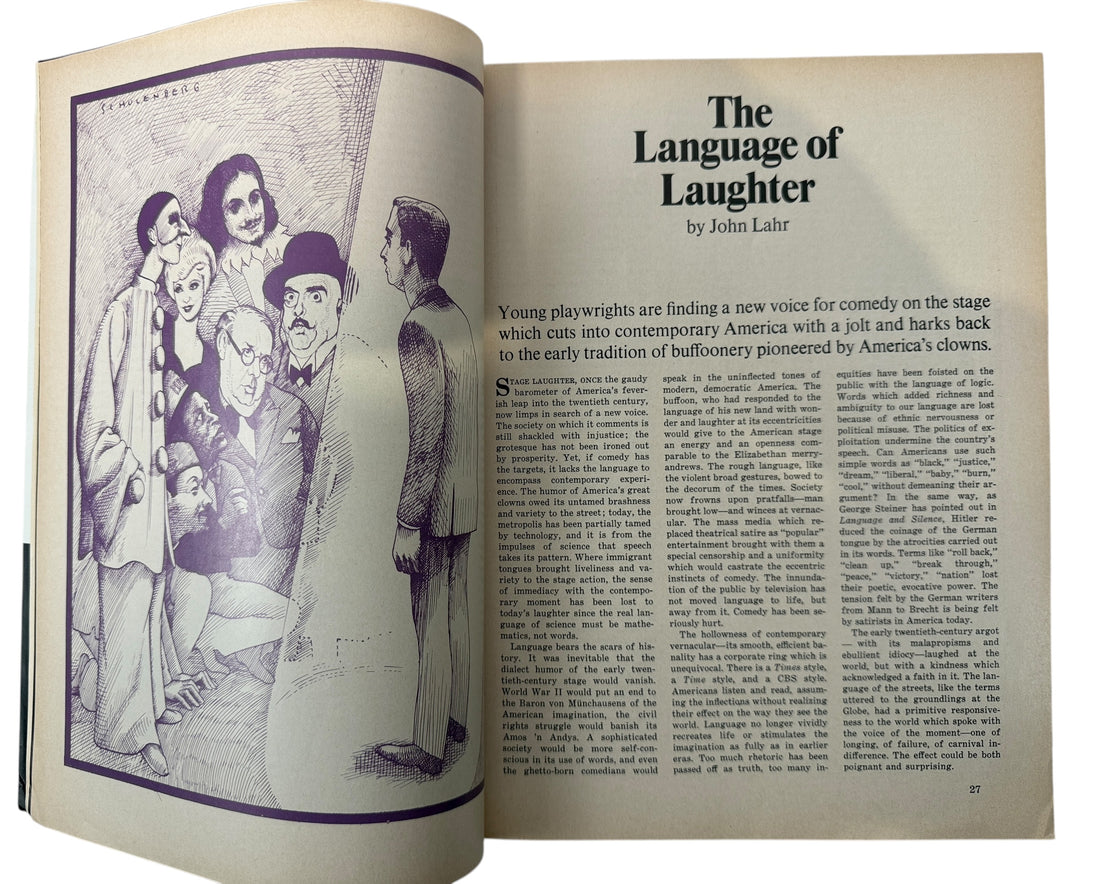 SCHULENBERG
The
Language of
Laughter
by John Lahr
Young playwrights are finding a new voice for comedy on the stage
which cuts into contemporary America with a jolt and harks back
to the early tradition of buffoonery pioneered by America's clowns.
STAGE LAUGHTER, ONCE the gaudy
barometer of America's fever-
ish leap into the twentieth century,
now limps in search of a new voice.
The society on which it comments is
still shackled with injustice; the
grotesque has not been ironed out
by prosperity. Yet, if comedy has
the targets, it lacks the language to
encompass contemporary experi-
ence. The humor of America's great
clowns owed its untamed brashness
and variety to the street; today, the
metropolis has been partially tamed
by technology, and it is from the
impulses of science that speech
takes its pattern. Where immigrant
tongues brought liveliness and va-
riety to the stage action, the sense
of immediacy with the contempo-
rary moment has been lost to
today's laughter since the real lan-
guage of science must be mathe-
matics, not words.
Language bears the scars of his-
tory. It was inevitable that the
dialect humor of the early twen-
tieth-century stage would vanish.
World War II would put an end to
the Baron von Münchausens of the
American imagination, the civil
rights struggle would banish its
Amos 'n Andys. A sophisticated
society would be more self-con-
scious in its use of words, and even
the ghetto-born comedians would
speak in the uninflected tones of
modern, democratic America. The
buffoon, who had responded to the
language of his new land with won-
der and laughter at its eccentricities
would give to the American stage
an energy and an openness com-
parable to the Elizabethan merry-
andrews. The rough language, like
the violent broad gestures, bowed to
the decorum of the times. Society
now frowns upon pratfalls—man
brought low—and winces at vernac-
ular. The mass media which re-
placed theatrical satire as "popular"
entertainment brought with them a
special censorship and a uniformity
which would castrate the eccentric
instincts of comedy. The innunda-
tion of the public by television has
not moved language to life, but
away from it. Comedy has been se-
riously hurt.
The hollowness of contemporary
vernacular—its smooth, efficient ba-
nality has a corporate ring which is
unequivocal. There is a Times style,
a Time style, and a CBS style.
Americans listen and read, assum-
ing the inflections without realizing
their effect on the way they see the
world. Language no longer vividly
recreates life or stimulates the
imagination as fully as in earlier
eras. Too much rhetoric has been
passed off as truth, too many in-
equities have been foisted on the
public with the language of logic.
Words which added richness and
ambiguity to our language are lost
because of ethnic nervousness or
political misuse. The politics of ex-
ploitation undermine the country's
speech. Can Americans use such
simple words as "black," "justice,"
"dream," "liberal," "baby," "burn,"
"cool," without demeaning their ar-
gument? In the same way, as
George Steiner has pointed out in
Language and Silence, Hitler re-
duced the coinage of the German
tongue by the atrocities carried out
in its words. Terms like "roll back,"
"clean up," "break through,"
"peace," "victory," "nation" lost
their poetic, evocative power. The
tension felt by the German writers
from Mann to Brecht is being felt
by satirists in America today.
The early twentieth-century argot
— with its malapropisms and
ebullient idiocy—laughed at the
world, but with a kindness which
acknowledged a faith in it. The lan-
guage of the streets, like the terms
uttered to the groundlings at the
Globe, had a primitive responsive-
ness to the world which spoke with
the voice of the moment—one of
longing, of failure, of carnival in-
difference. The effect could be both
poignant and surprising.
27